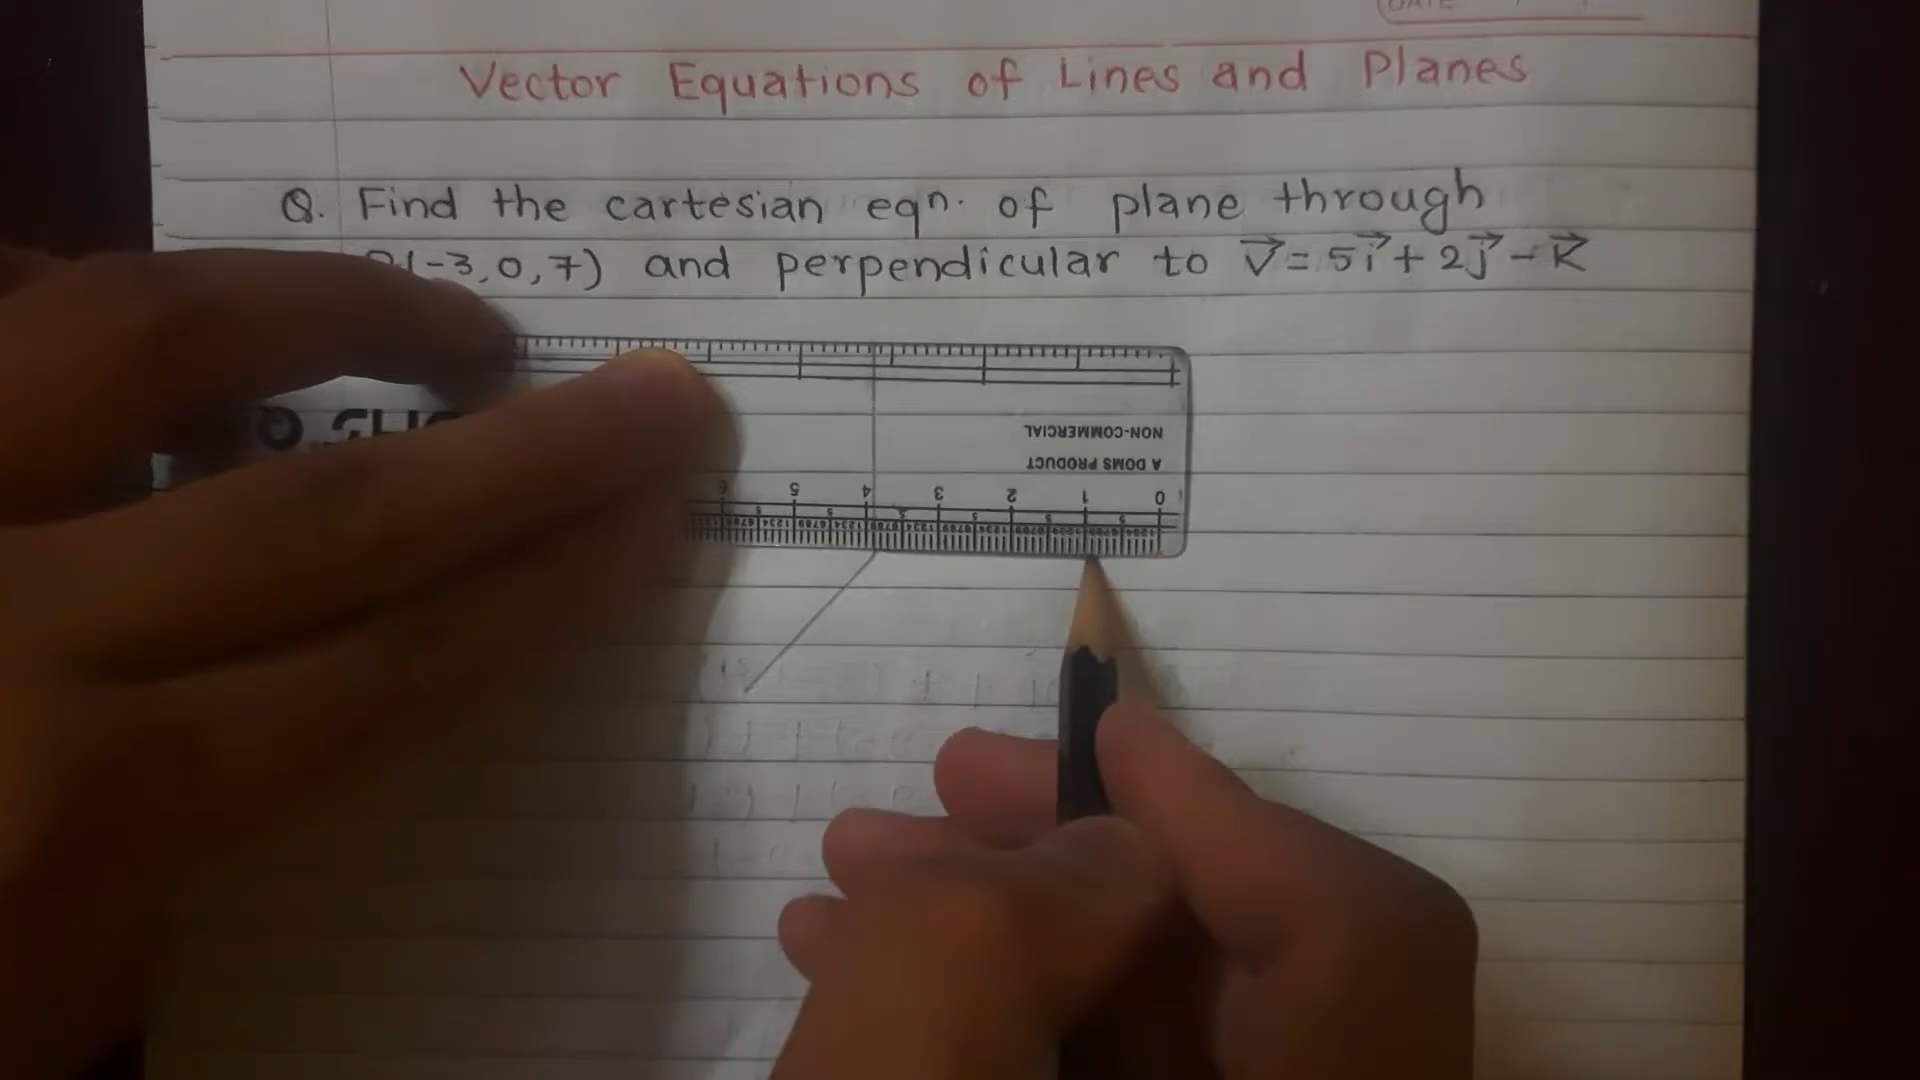 DATE
Vector Equations of Lines and Planes
Q. Find the cartesian eqn. of plane through
(-3,0,7) and perpendicular to V⃗ = 5i⃗ + 2j⃗ - K⃗
NON-COMMERCIAL
A DOMS PRODUCT
6 5 4 3 2 1 0